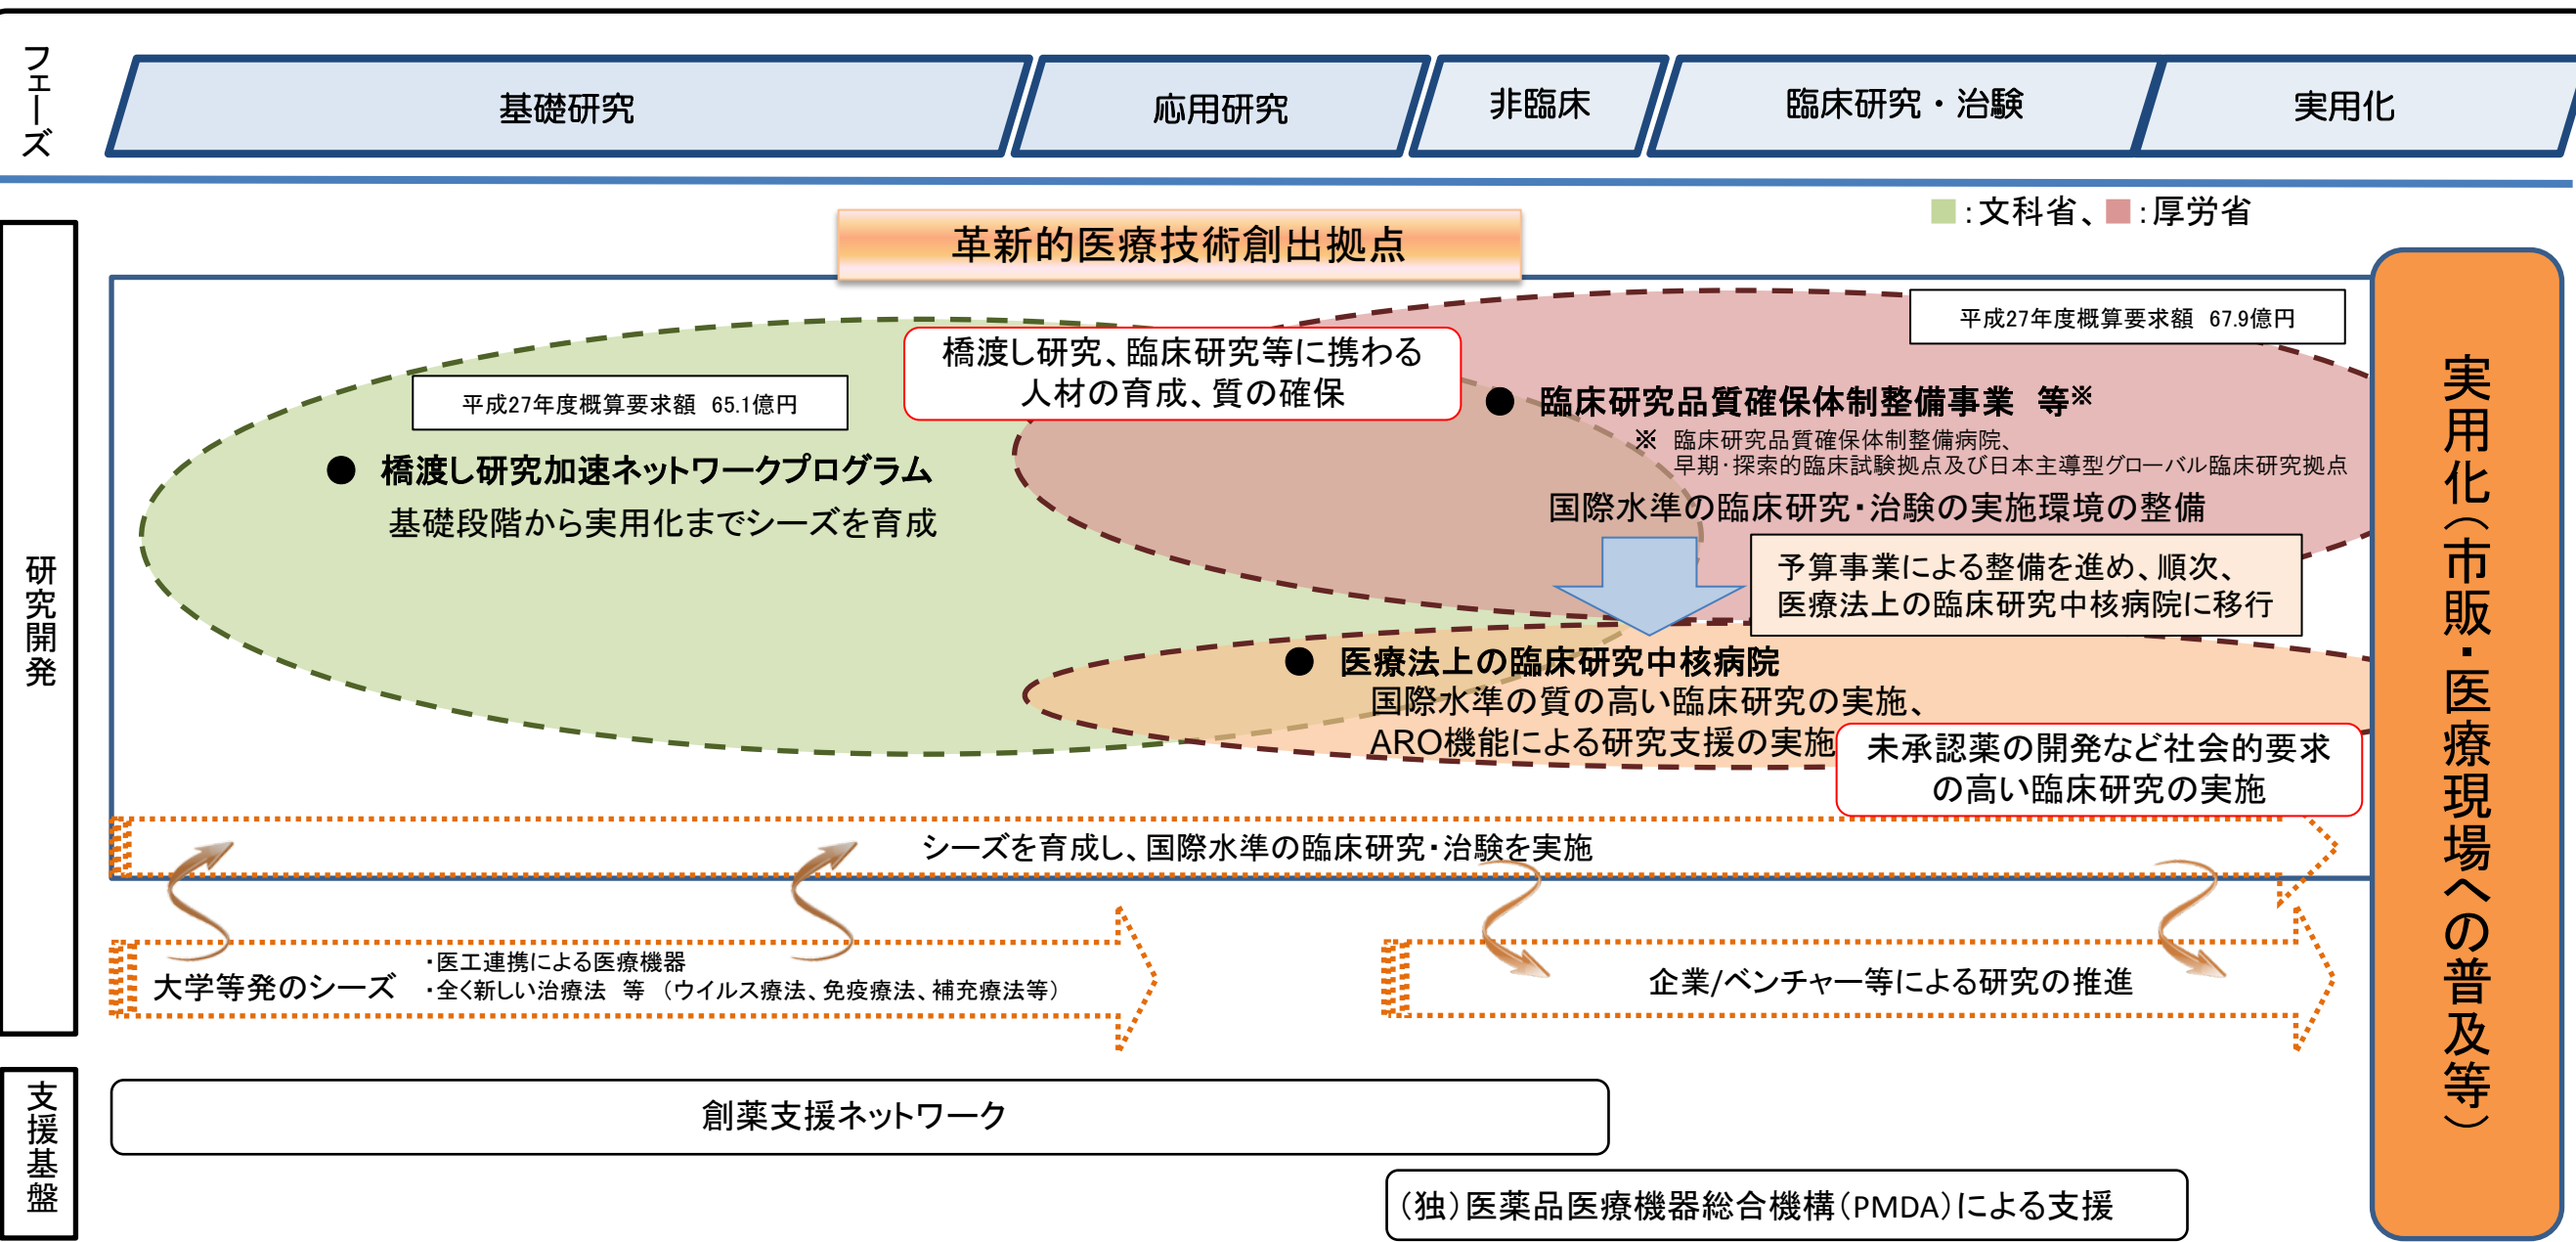 フェーズ
基礎研究
応用研究
非臨床
臨床研究・治験
実用化
■:文科省、■:厚労省
革新的医療技術創出拠点
研究開発
平成27年度概算要求額 67.9億円
橋渡し研究、臨床研究等に携わる
人材の育成、質の確保
平成27年度概算要求額 65.1億円
● 臨床研究品質確保体制整備事業 等※
※ 臨床研究品質確保体制整備病院、
早期・探索的臨床試験拠点及び日本主導型グローバル臨床研究拠点
● 橋渡し研究加速ネットワークプログラム
基礎段階から実用化までシーズを育成
国際水準の臨床研究・治験の実施環境の整備
予算事業による整備を進め、順次、
医療法上の臨床研究中核病院に移行
● 医療法上の臨床研究中核病院
国際水準の質の高い臨床研究の実施、
ARO機能による研究支援の実施
未承認薬の開発など社会的要求
の高い臨床研究の実施
シーズを育成し、国際水準の臨床研究・治験を実施
大学等発のシーズ
・医工連携による医療機器
・全く新しい治療法 等 (ウイルス療法、免疫療法、補充療法等)
企業/ベンチャー等による研究の推進
実用化(市販・医療現場への普及等)
支援基盤
創薬支援ネットワーク
(独)医薬品医療機器総合機構(PMDA)による支援